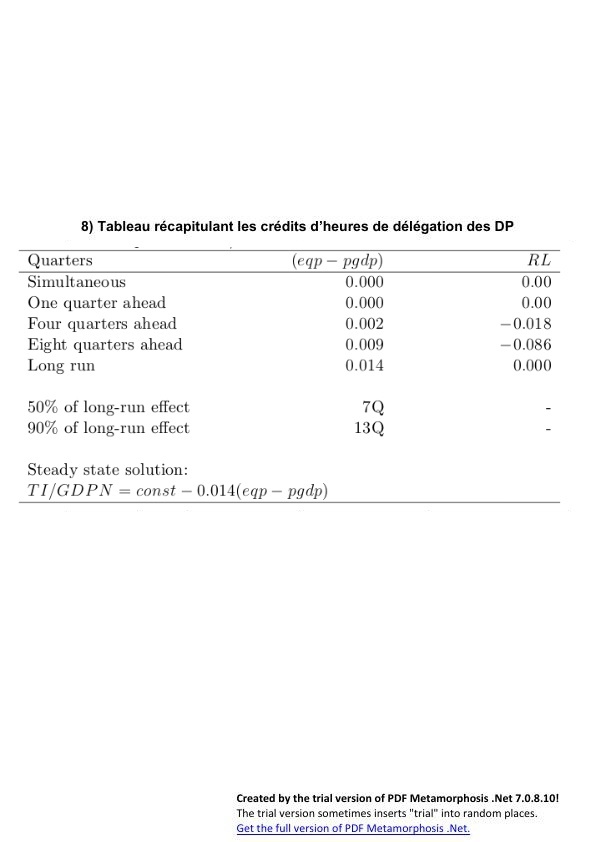 8) Tableau récapitulant les crédits d’heures de délégation des DP
Quarters (eqp − pgdp) RL
Simultaneous 0.000 0.00
One quarter ahead 0.000 0.00
Four quarters ahead 0.002 −0.018
Eight quarters ahead 0.009 −0.086
Long run 0.014 0.000
50% of long-run effect 7Q -
90% of long-run effect 13Q -
Steady state solution:
TI/GDPN = const − 0.014(eqp − pgdp)
Created by the trial version of PDF Metamorphosis .Net 7.0.8.10!
The trial version sometimes inserts "trial" into random places.
Get the full version of PDF Metamorphosis .Net.